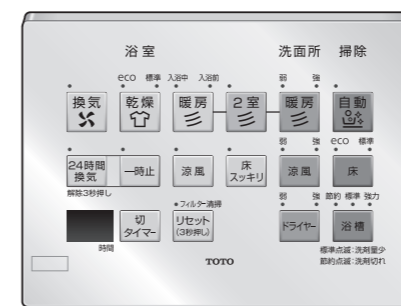 浴室 洗面所 掃除
eco 標準 入浴中 入浴前 弱 強
換気 乾燥 暖房 2室 暖房 自動
弱 強 eco 標準
24時間
換気 一時止 涼風 床
スッキリ 涼風 床
解除3秒押し
弱 強 節約 標準 強力
フィルター清掃
切
タイマー リセット
(3秒押し) ドライヤー 浴槽
時間
標準点滅:洗剤量少
節約点滅:洗剤切れ
TOTO